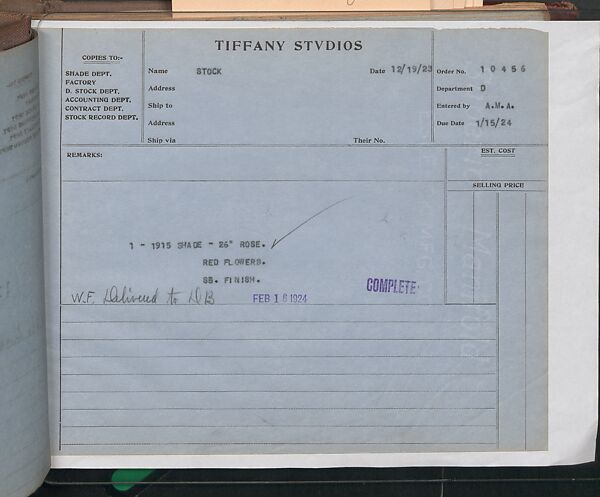 TIFFANY STVDIOS
COPIES TO:-
SHADE DEPT.
FACTORY
D. STOCK DEPT.
ACCOUNTING DEPT.
CONTRACT DEPT.
STOCK RECORD DEPT.
Name STOCK
Address
Ship to
Address
Ship via
Their No.
Date 12/19/23
Order No. 10456
Department D
Entered by A.M.A.
Due Date 1/15/24
REMARKS:
EST. COST
SELLING PRICE
1 - 1915 SHADE - 26" ROSE.
RED FLOWERS.
SB. FINISH.
W.F. Delivered to DB FEB 16 1924
COMPLETE